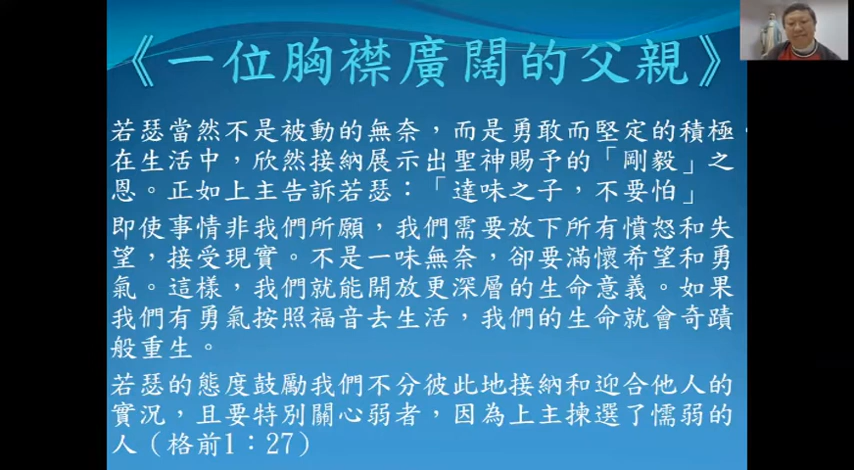 《一位胸襟廣闊的父親》
若瑟當然不是被動的無奈，而是勇敢而堅定的積極。
在生活中，欣然接納展示出聖神賜予的「剛毅」之
恩。正如上主告訴若瑟：「達味之子，不要怕」
即使事情非我們所願，我們需要放下所有憤怒和失
望，接受現實。不是一味無奈，卻要滿懷希望和勇
氣。這樣，我們就能開放更深層的生命意義。如果
我們有勇氣按照福音去生活，我們的生命就會奇蹟
般重生。
若瑟的態度鼓勵我們不分彼此地接納和迎合他人的
實況，且要特別關心弱者，因為上主揀選了懦弱的
人（格前1：27）